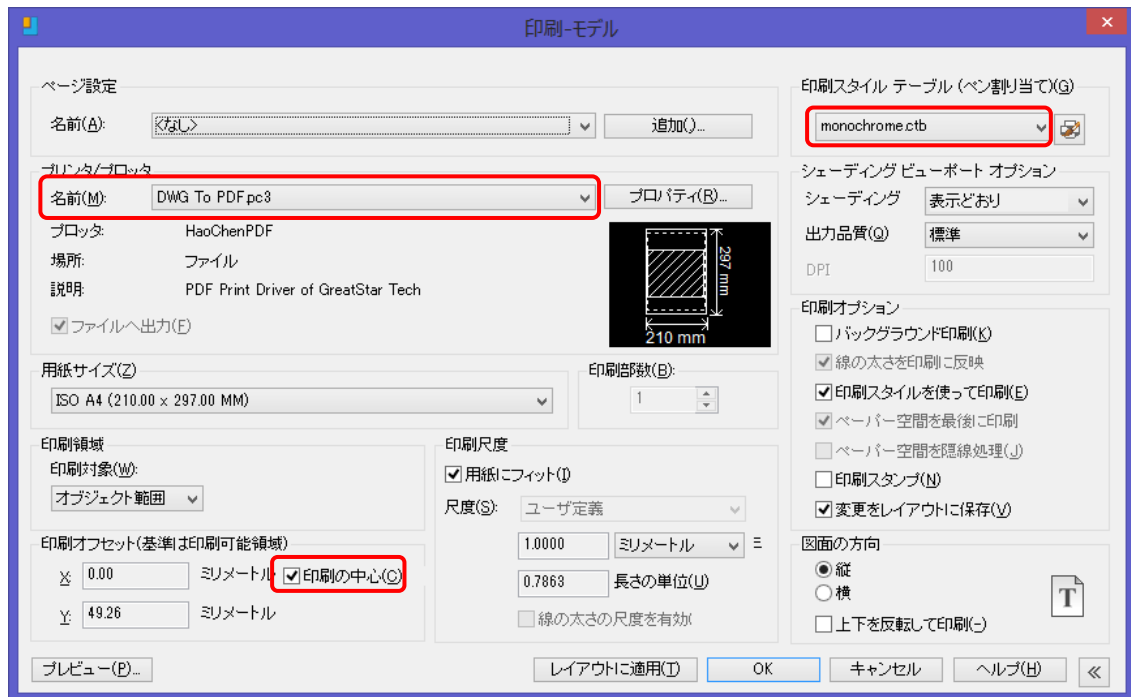 印刷-モデル
ページ設定
名前(A):
<なし>
追加()...
プリンタ/プロッタ
名前(M):
DWG To PDF.pc3
プロパティ(R)...
プロッタ:
HaoChenPDF
場所:
ファイル
説明:
PDF Print Driver of GreatStar Tech
ファイルへ出力(F)
297 mm
210 mm
用紙サイズ(Z)
ISO A4 (210.00 x 297.00 MM)
印刷部数(B):
1
印刷領域
印刷対象(W):
オブジェクト範囲
印刷オフセット(基準は印刷可能領域)
X: 0.00 ミリメートル
印刷の中心(C)
Y: 49.26 ミリメートル
印刷尺度
用紙にフィット(I)
尺度(S): ユーザ定義
1.0000 ミリメートル
0.7863 長さの単位(U)
線の太さの尺度を有効(
印刷スタイル テーブル (ペン割り当て)(G)
monochrome.ctb
シェーディング ビューポート オプション
シェーディング 表示どおり
出力品質(Q) 標準
DPI 100
印刷オプション
バックグラウンド印刷(K)
線の太さを印刷に反映
印刷スタイルを使って印刷(E)
ペーパー空間を最後に印刷
ペーパー空間を隠線処理(J)
印刷スタンプ(N)
変更をレイアウトに保存(V)
図面の方向
縦
横
T
上下を反転して印刷(-)
プレビュー(P)...
レイアウトに適用(T)
OK
キャンセル
ヘルプ(H)